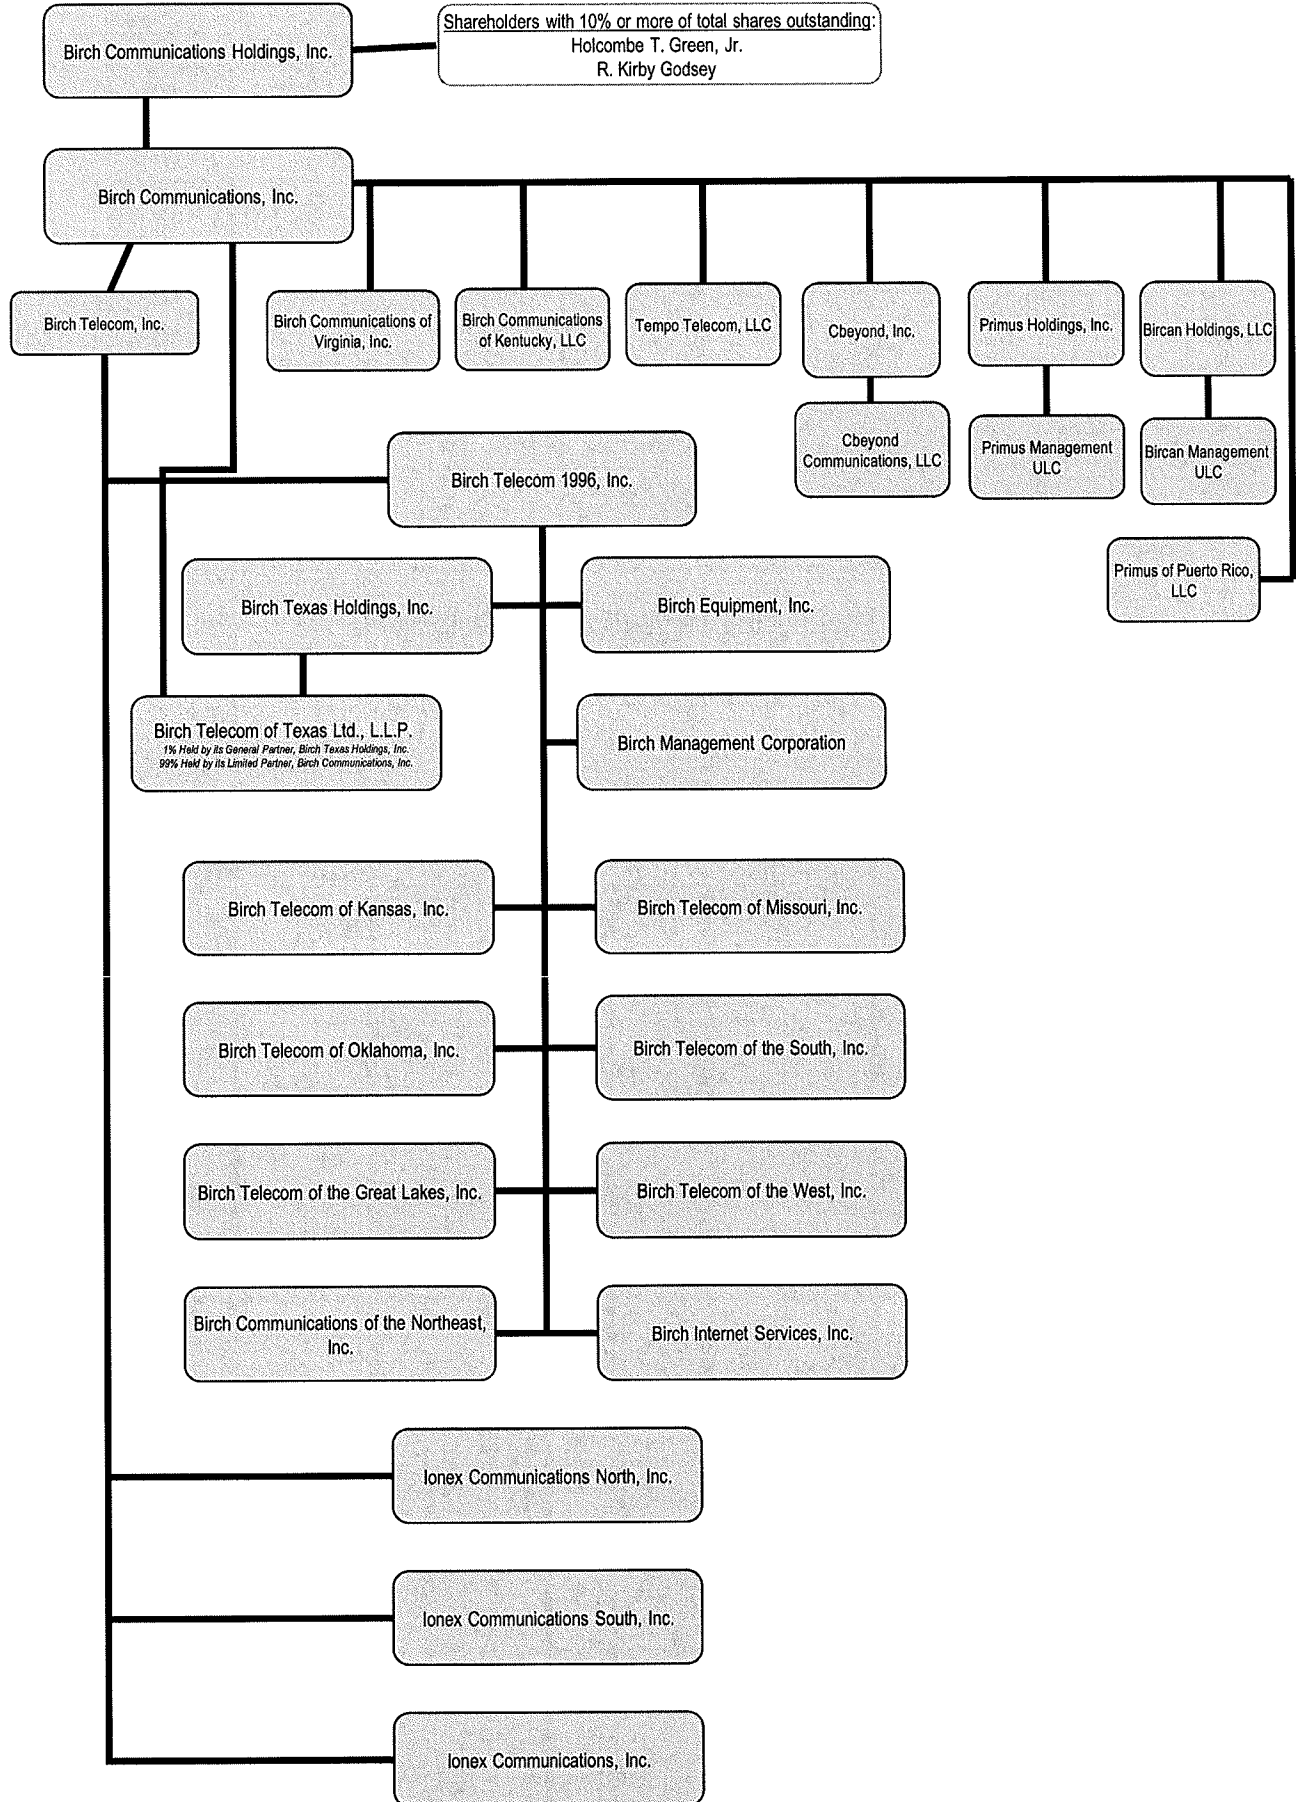 Birch Communications Holdings, Inc.
Shareholders with 10% or more of total shares outstanding:
Holcombe T. Green, Jr.
R. Kirby Godsey
Birch Communications, Inc.
Birch Telecom, Inc.
Birch Communications of
Virginia, Inc.
Birch Communications
of Kentucky, LLC
Tempo Telecom, LLC
Cbeyond, Inc.
Primus Holdings, Inc.
Bircan Holdings, LLC
Cbeyond
Communications, LLC
Primus Management
ULC
Bircan Management
ULC
Birch Telecom 1996, Inc.
Primus of Puerto Rico,
LLC
Birch Texas Holdings, Inc.
Birch Equipment, Inc.
Birch Telecom of Texas Ltd., L.L.P.
1% Held by its General Partner, Birch Texas Holdings, Inc.
99% Held by its Limited Partner, Birch Communications, Inc.
Birch Management Corporation
Birch Telecom of Kansas, Inc.
Birch Telecom of Missouri, Inc.
Birch Telecom of Oklahoma, Inc.
Birch Telecom of the South, Inc.
Birch Telecom of the Great Lakes, Inc.
Birch Telecom of the West, Inc.
Birch Communications of the Northeast,
Inc.
Birch Internet Services, Inc.
Ionex Communications North, Inc.
Ionex Communications South, Inc.
Ionex Communications, Inc.